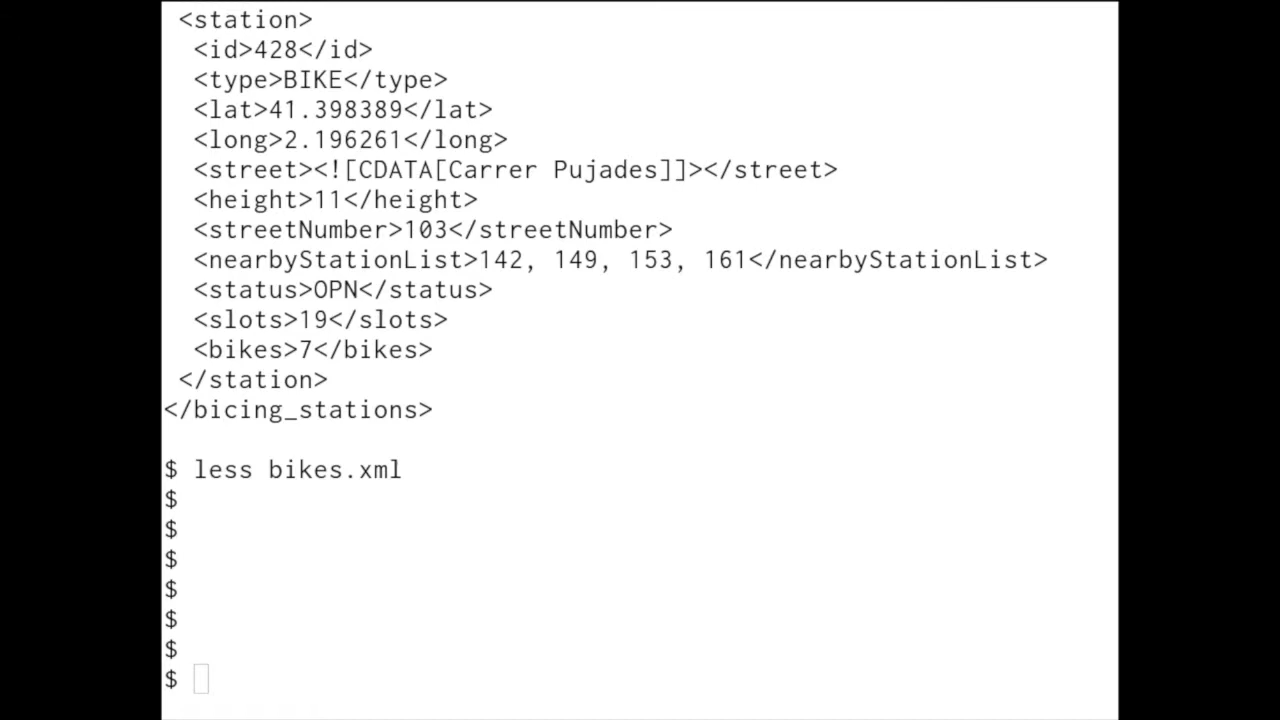 <station>
<id>428</id>
<type>BIKE</type>
<lat>41.398389</lat>
<long>2.196261</long>
<street><![CDATA[Carrer Pujades]]></street>
<height>11</height>
<streetNumber>103</streetNumber>
<nearbyStationList>142, 149, 153, 161</nearbyStationList>
<status>OPN</status>
<slots>19</slots>
<bikes>7</bikes>
</station>
</bicing_stations>
$ less bikes.xml
$
$
$
$
$
$
$